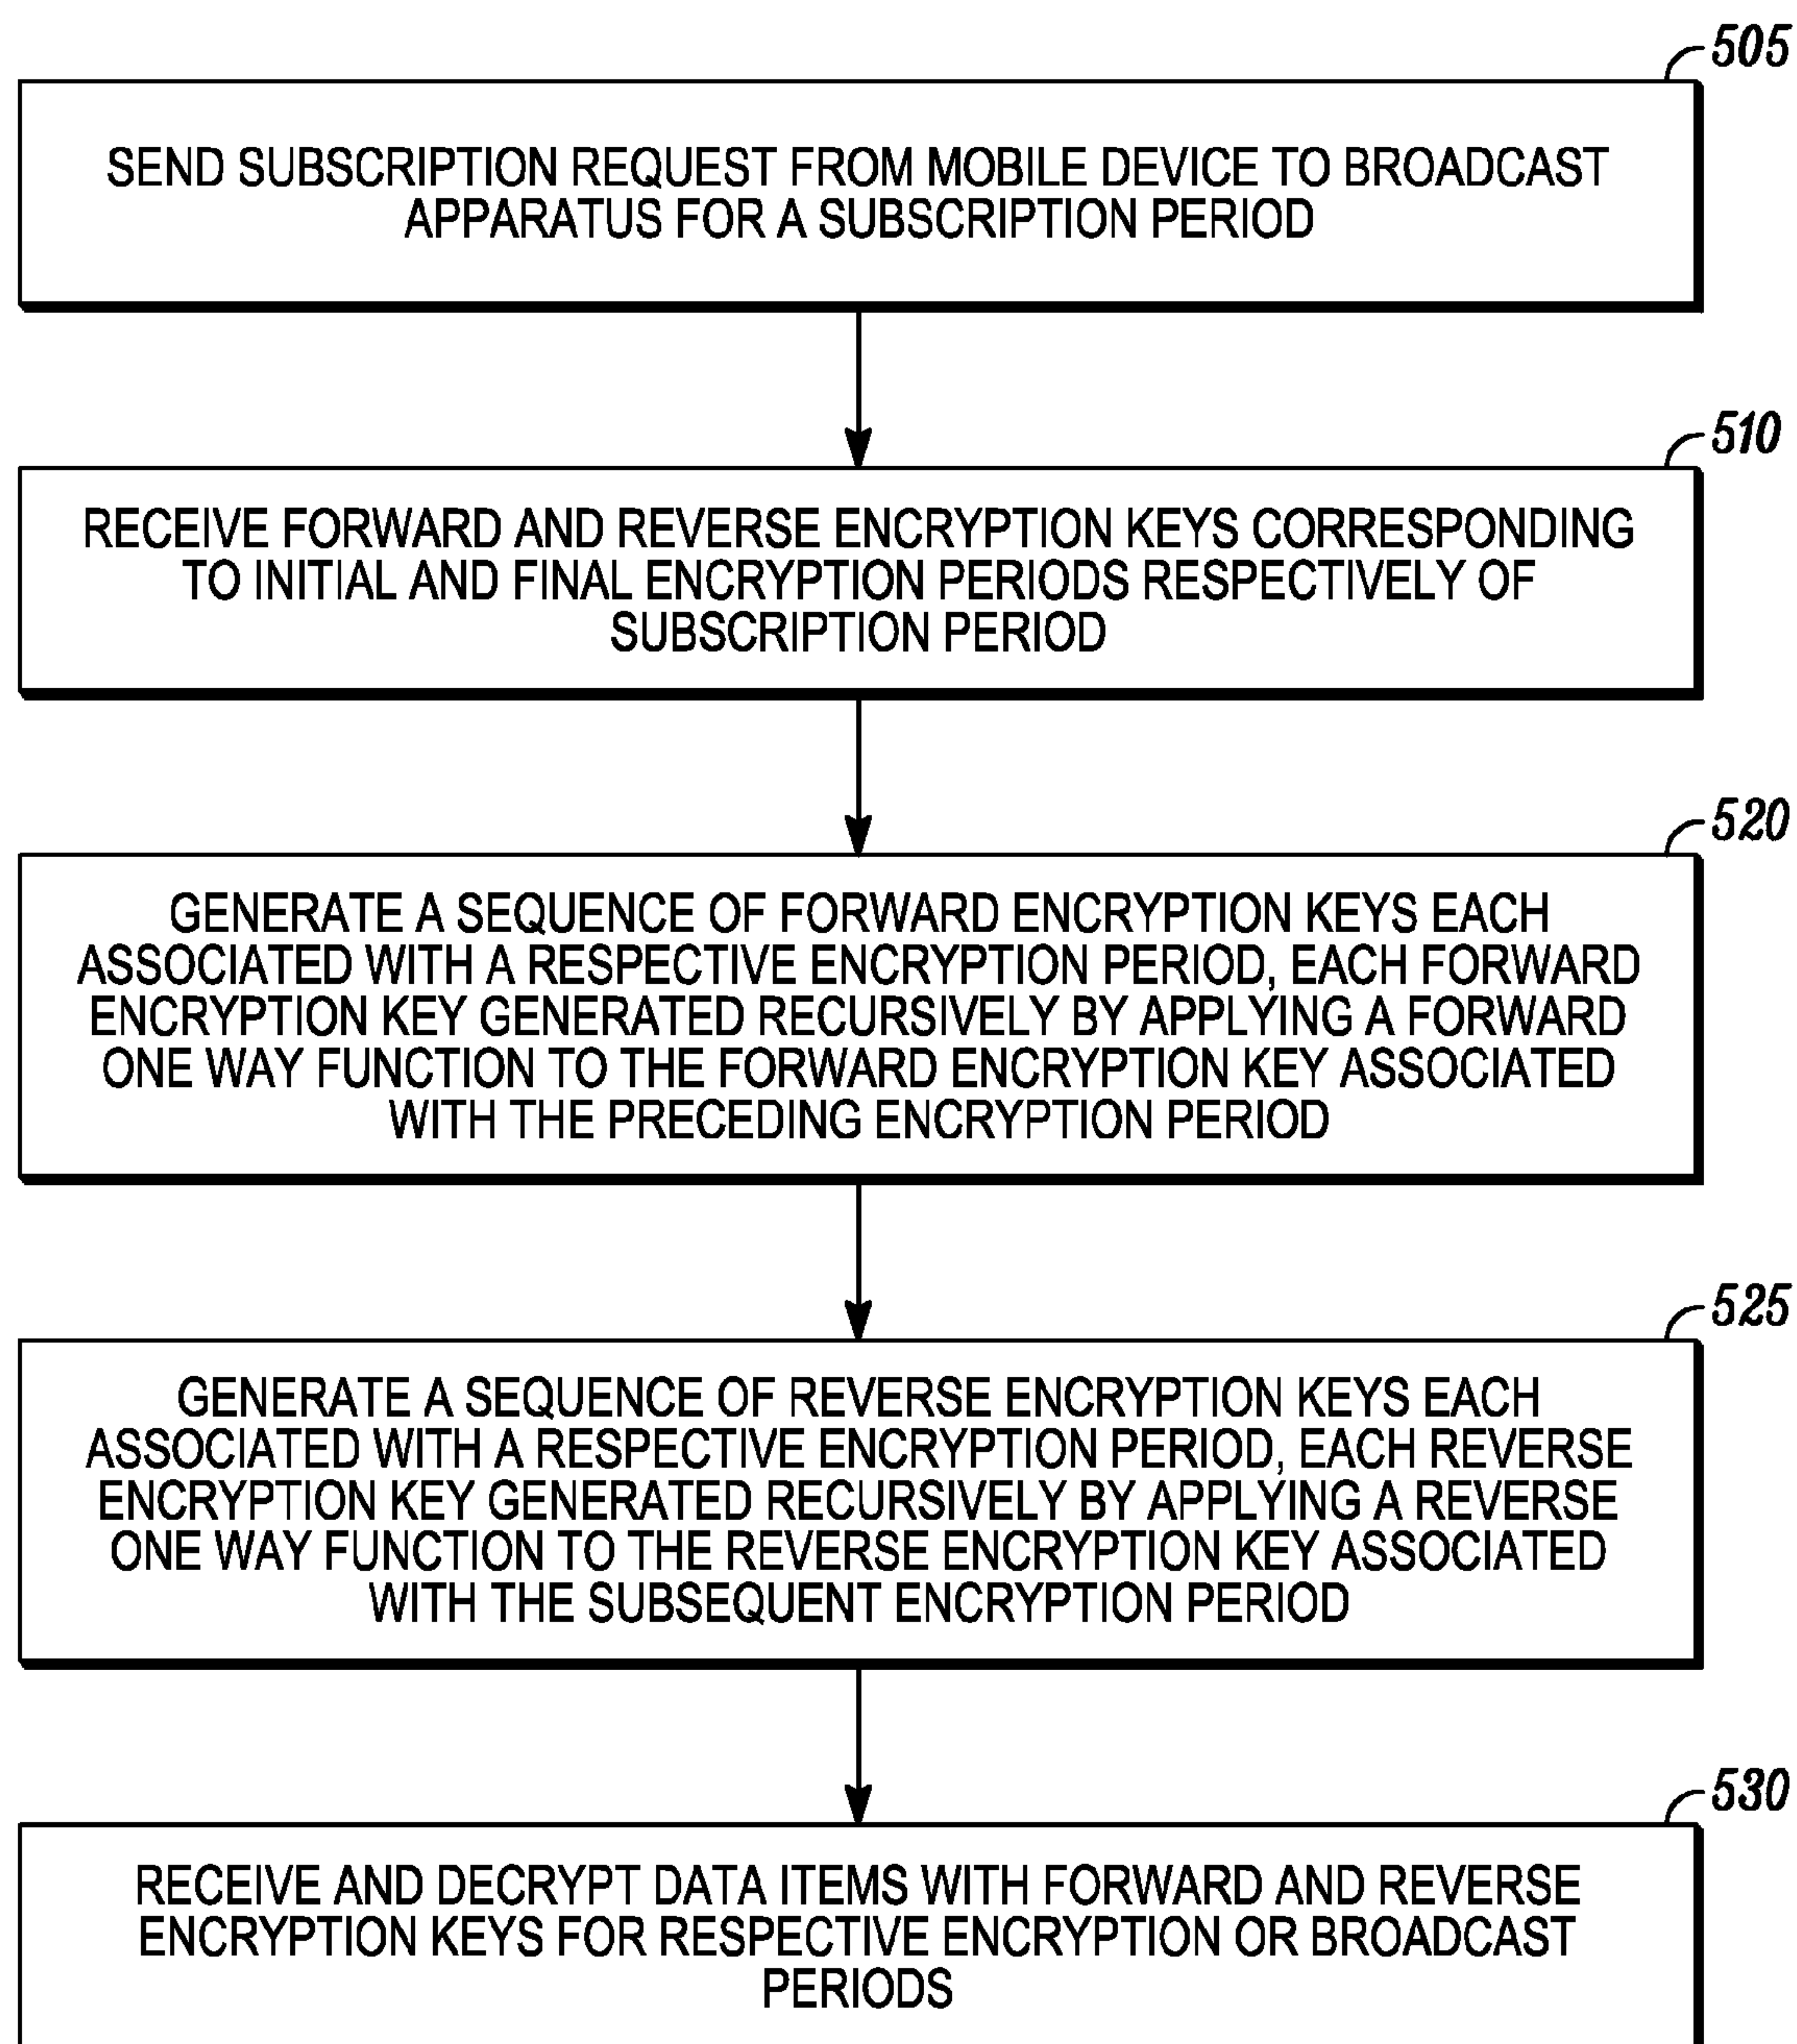 505
SEND SUBSCRIPTION REQUEST FROM MOBILE DEVICE TO BROADCAST
APPARATUS FOR A SUBSCRIPTION PERIOD
510
RECEIVE FORWARD AND REVERSE ENCRYPTION KEYS CORRESPONDING
TO INITIAL AND FINAL ENCRYPTION PERIODS RESPECTIVELY OF
SUBSCRIPTION PERIOD
520
GENERATE A SEQUENCE OF FORWARD ENCRYPTION KEYS EACH
ASSOCIATED WITH A RESPECTIVE ENCRYPTION PERIOD, EACH FORWARD
ENCRYPTION KEY GENERATED RECURSIVELY BY APPLYING A FORWARD
ONE WAY FUNCTION TO THE FORWARD ENCRYPTION KEY ASSOCIATED
WITH THE PRECEDING ENCRYPTION PERIOD
525
GENERATE A SEQUENCE OF REVERSE ENCRYPTION KEYS EACH
ASSOCIATED WITH A RESPECTIVE ENCRYPTION PERIOD, EACH REVERSE
ENCRYPTION KEY GENERATED RECURSIVELY BY APPLYING A REVERSE
ONE WAY FUNCTION TO THE REVERSE ENCRYPTION KEY ASSOCIATED
WITH THE SUBSEQUENT ENCRYPTION PERIOD
530
RECEIVE AND DECRYPT DATA ITEMS WITH FORWARD AND REVERSE
ENCRYPTION KEYS FOR RESPECTIVE ENCRYPTION OR BROADCAST
PERIODS